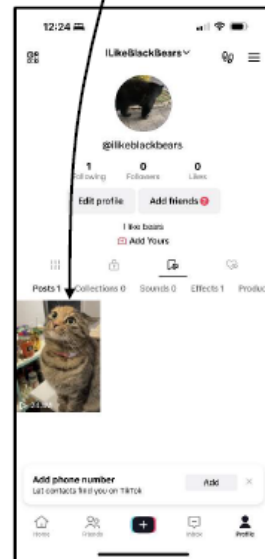 12:24
ILikeBlackBears
@ilikeblackbears
1 0 0
Following Followers Likes
Edit profile Add friends 2
I like bears
Add Yours
Posts 1 Collections 0 Sounds 0 Effects 1 Produc
Add phone number
Let contacts find you on TikTok
Add
Home Friends Inbox Profile